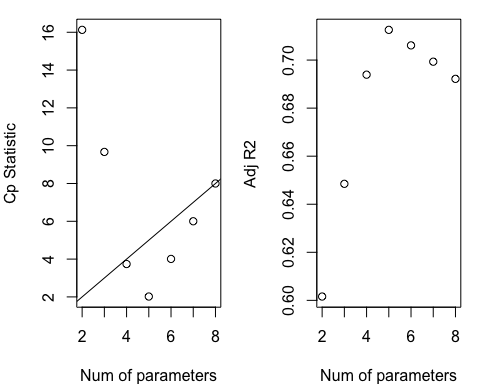 Cp Statistic
16
14
12
10
8
6
4
2
2 4 6 8
Num of parameters
Adj R2
0.70
0.68
0.66
0.64
0.62
0.60
2 4 6 8
Num of parameters